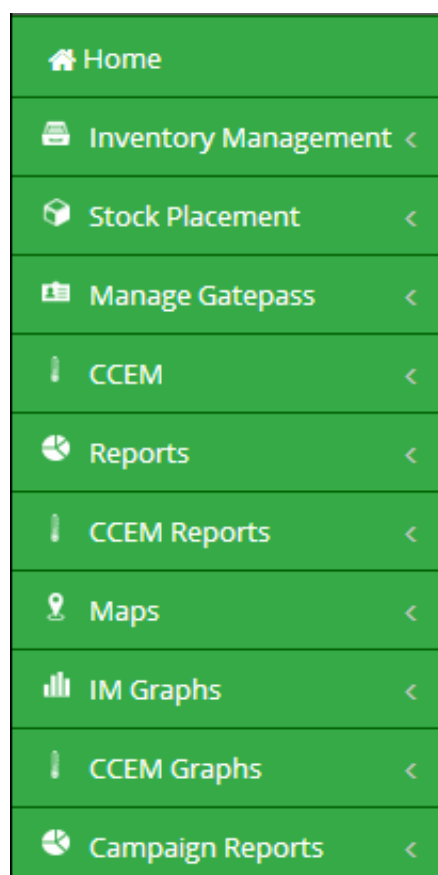 Home
Inventory Management
Stock Placement
Manage Gatepass
CCEM
Reports
CCEM Reports
Maps
IM Graphs
CCEM Graphs
Campaign Reports